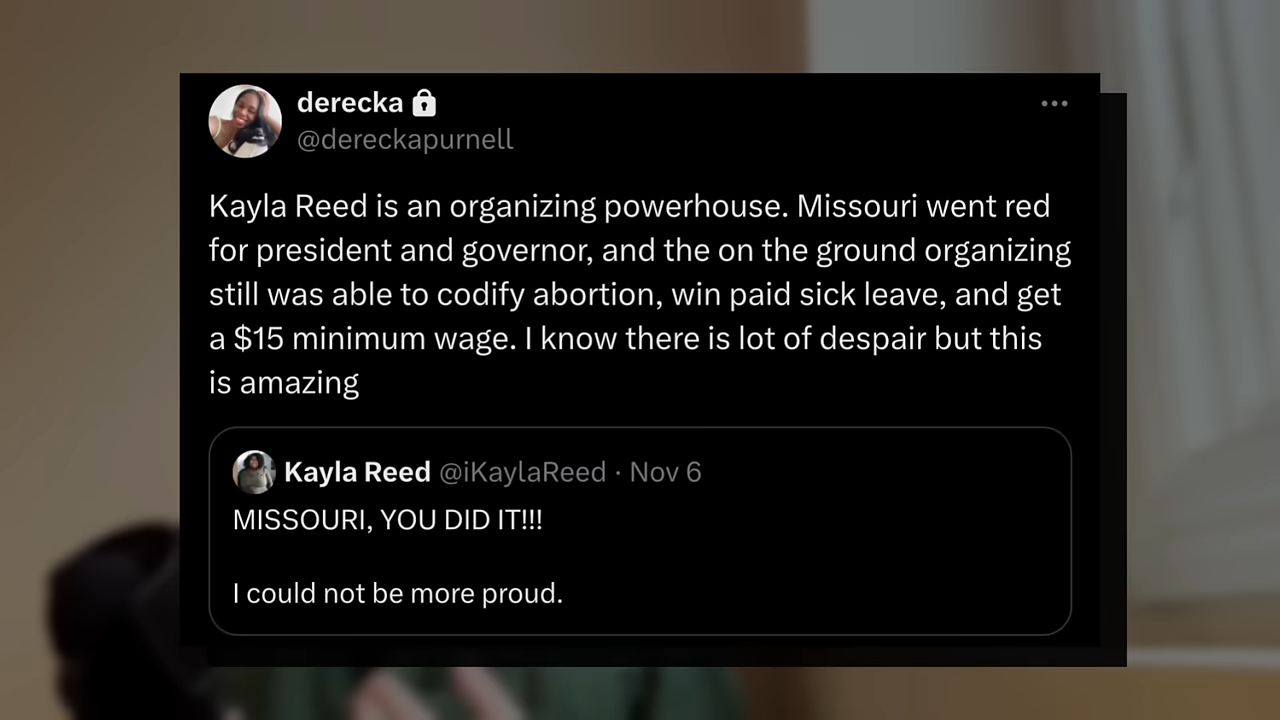 derecka
@dereckapurnell
Kayla Reed is an organizing powerhouse. Missouri went red
for president and governor, and the on the ground organizing
still was able to codify abortion, win paid sick leave, and get
a $15 minimum wage. I know there is lot of despair but this
is amazing
Kayla Reed @iKaylaReed · Nov 6
MISSOURI, YOU DID IT!!!
I could not be more proud.